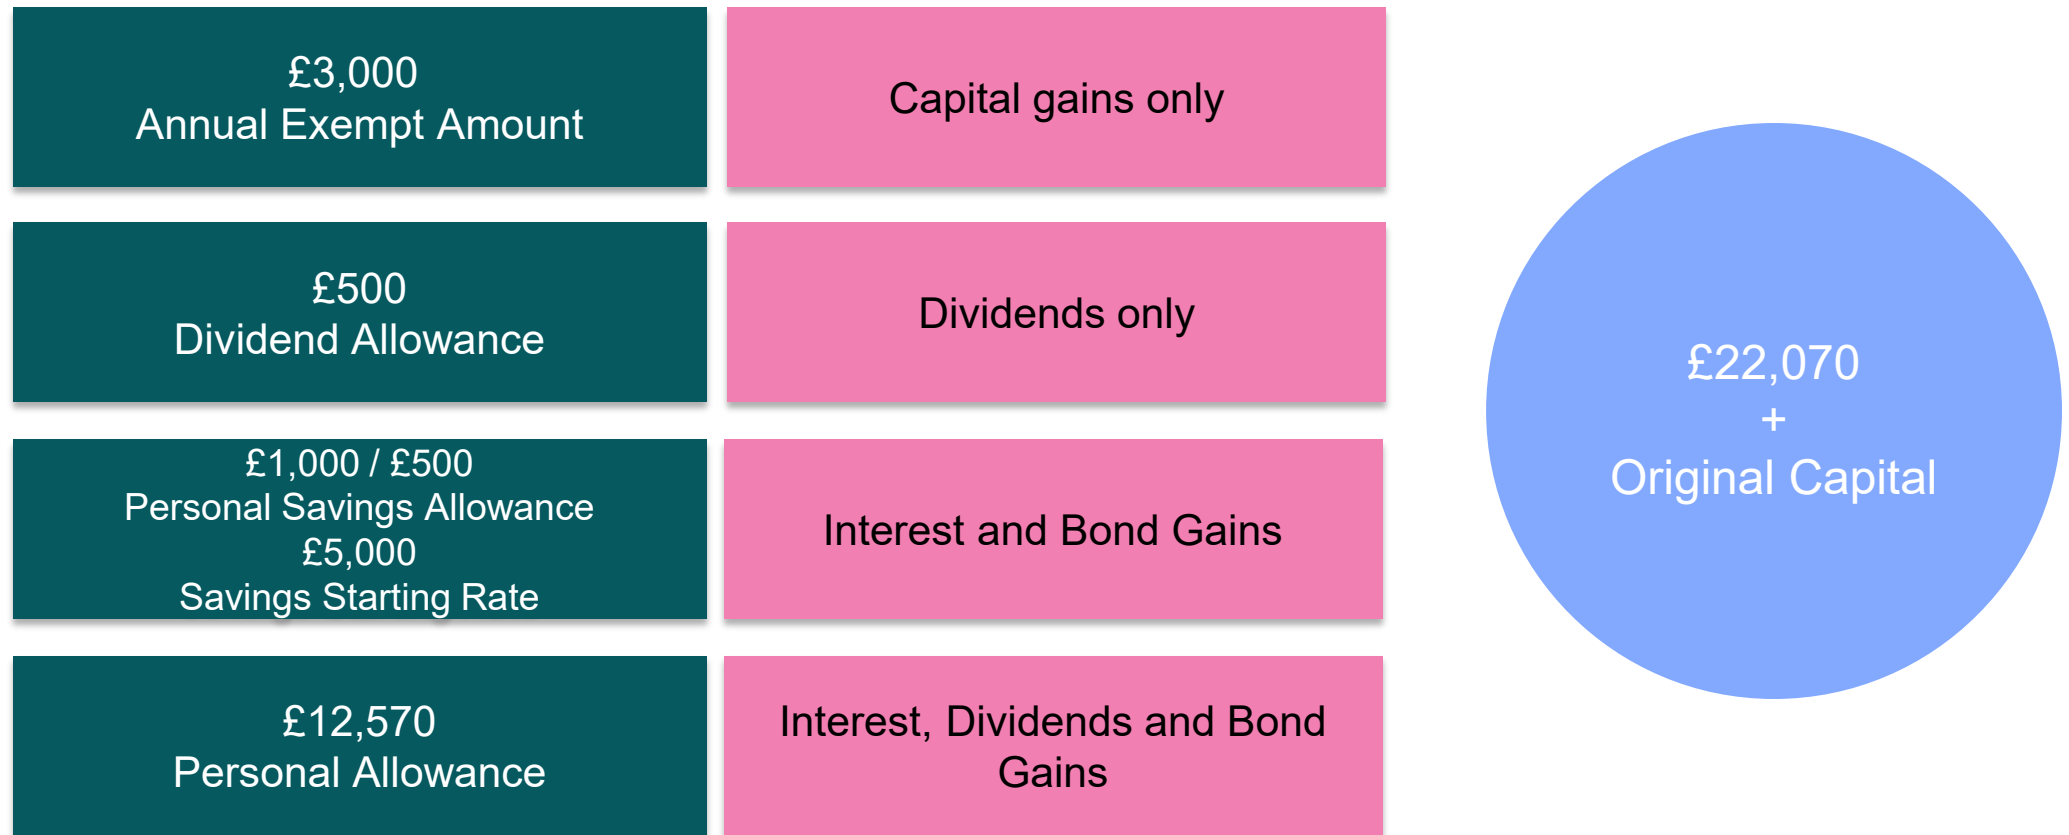 £3,000
Annual Exempt Amount
Capital gains only
£500
Dividend Allowance
Dividends only
£1,000 / £500
Personal Savings Allowance
£5,000
Savings Starting Rate
Interest and Bond Gains
£12,570
Personal Allowance
Interest, Dividends and Bond
Gains
£22,070
+
Original Capital